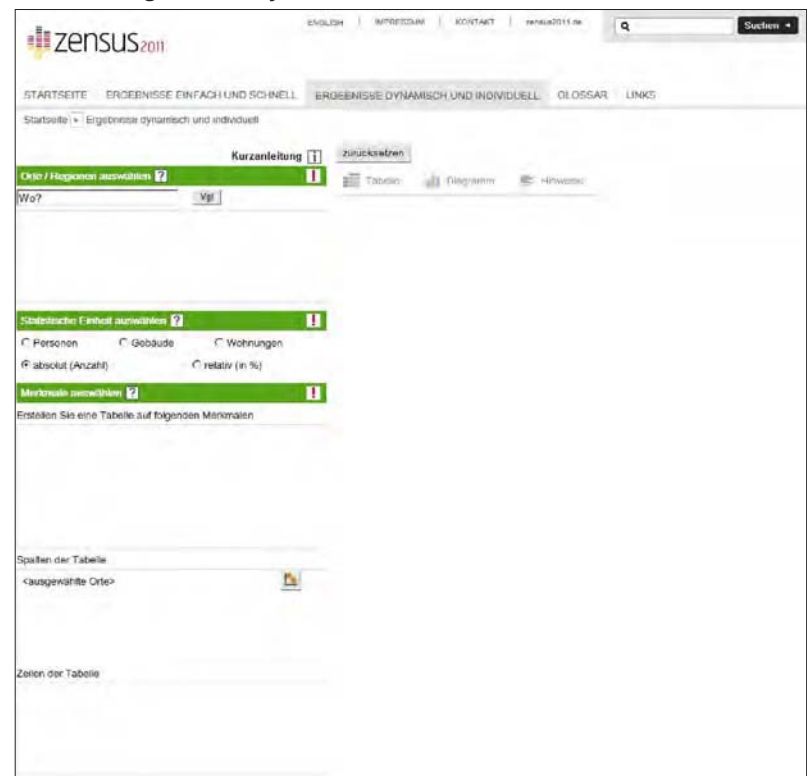 ENGLISH | IMPRESSUM | KONTAKT | zensus2011.de
Suchen
zensus2011
STARTSEITE ERGEBNISSE EINFACH UND SCHNELL ERGEBNISSE DYNAMISCH UND INDIVIDUELL GLOSSAR LINKS
Startseite Ergebnisse dynamisch und individuell
Kurzanleitung i zurücksetzen
Orte / Regionen auswählen ? ! Tabelle Diagramm Hinweise
Wo? Vgl
Statistische Einheit auswählen ? !
Personen Gebäude Wohnungen
absolut (Anzahl) relativ (in %)
Merkmale auswählen ? !
Erstellen Sie eine Tabelle auf folgenden Merkmalen
Spalten der Tabelle
<ausgewählte Orte>
Zeilen der Tabelle